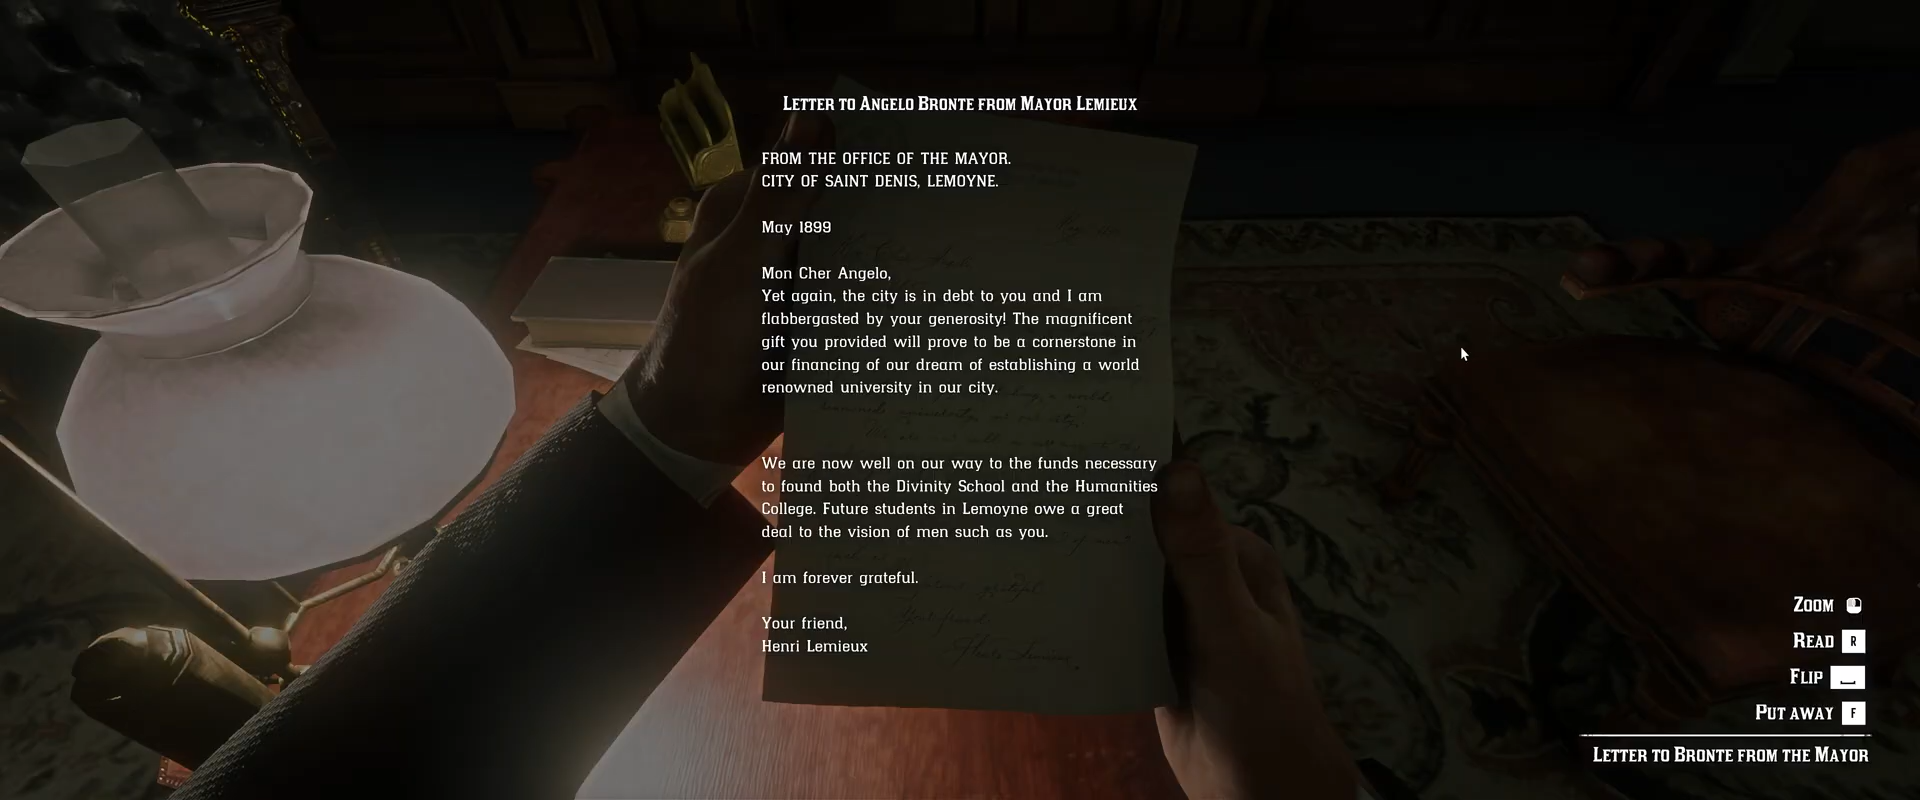 Letter to Angelo Bronte from Mayor Lemieux
FROM THE OFFICE OF THE MAYOR.
CITY OF SAINT DENIS, LEMOYNE.
May 1899
Mon Cher Angelo,
Yet again, the city is in debt to you and I am
flabbergasted by your generosity! The magnificent
gift you provided will prove to be a cornerstone in
our financing of our dream of establishing a world
renowned university in our city.
We are now well on our way to the funds necessary
to found both the Divinity School and the Humanities
College. Future students in Lemoyne owe a great
deal to the vision of men such as you.
I am forever grateful.
Your friend,
Henri Lemieux
Zoom
Read R
Flip
Put away F
Letter to Bronte from the Mayor